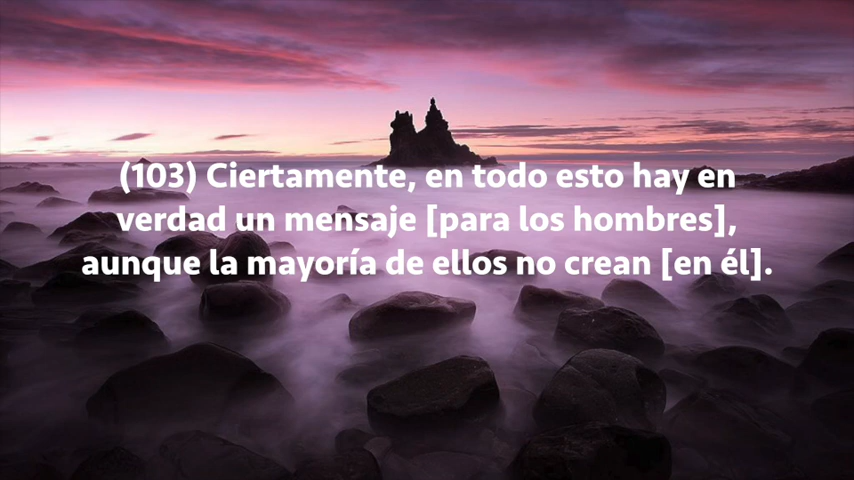 (103) Ciertamente, en todo esto hay en
verdad un mensaje [para los hombres],
aunque la mayoría de ellos no crean [en él].